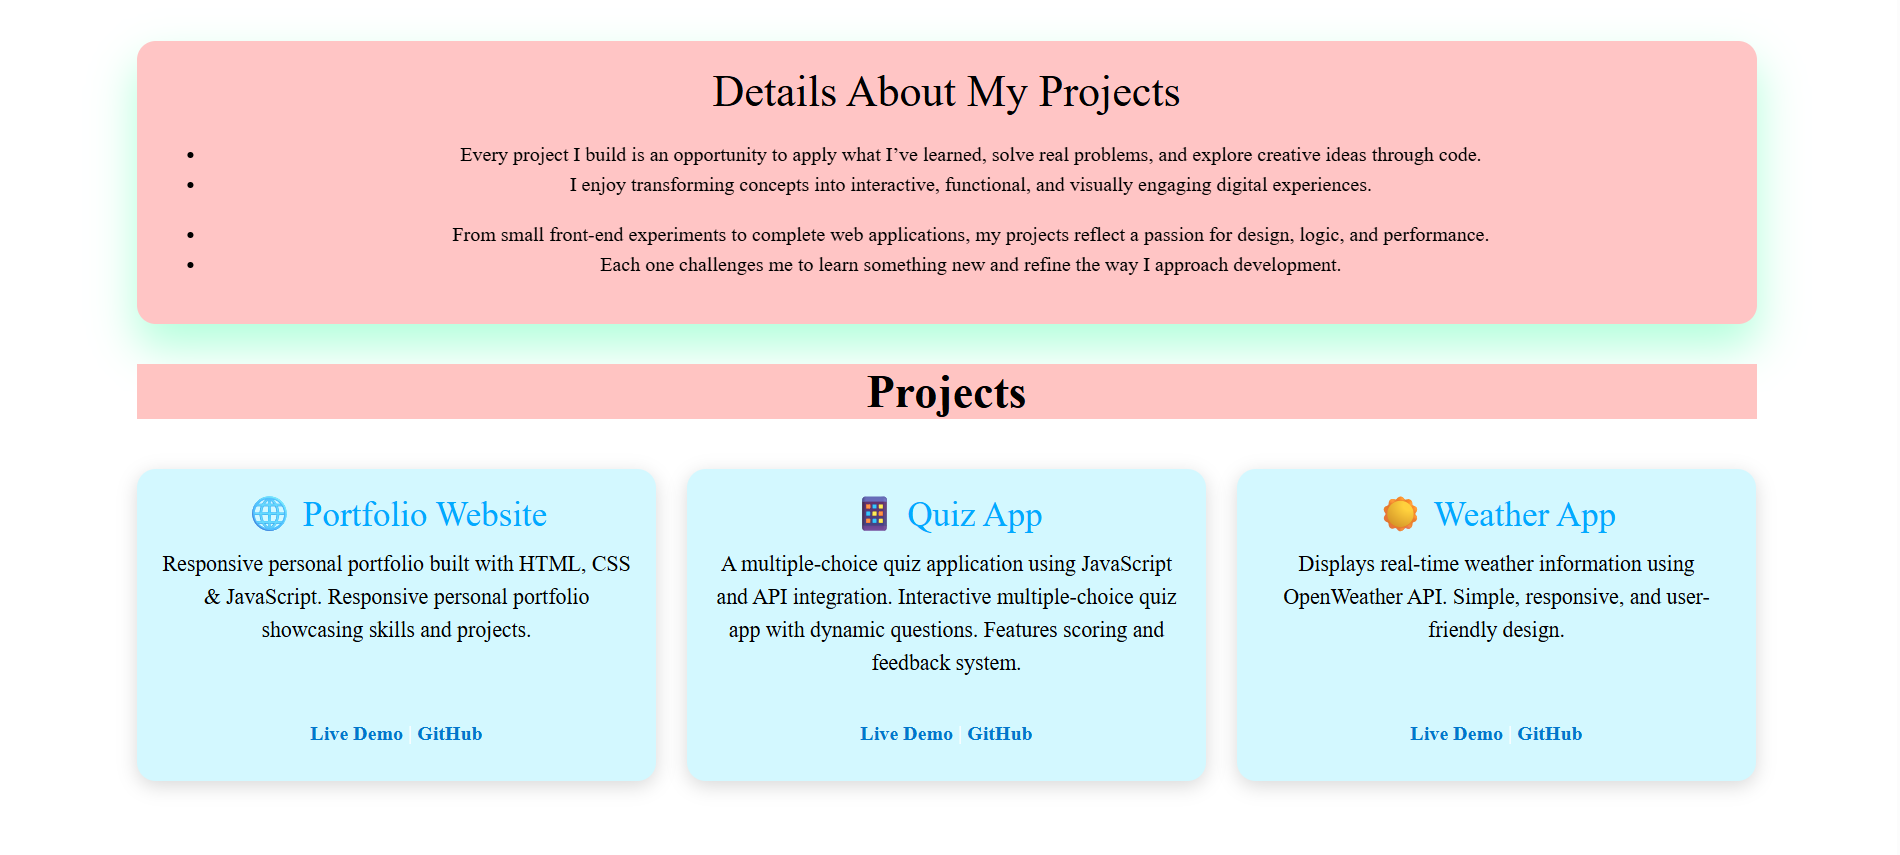 Details About My Projects
• Every project I build is an opportunity to apply what I’ve learned, solve real problems, and explore creative ideas through code.
• I enjoy transforming concepts into interactive, functional, and visually engaging digital experiences.
• From small front-end experiments to complete web applications, my projects reflect a passion for design, logic, and performance.
• Each one challenges me to learn something new and refine the way I approach development.
Projects
Portfolio Website
Responsive personal portfolio built with HTML, CSS
& JavaScript. Responsive personal portfolio
showcasing skills and projects.
Live Demo | GitHub
Quiz App
A multiple-choice quiz application using JavaScript
and API integration. Interactive multiple-choice quiz
app with dynamic questions. Features scoring and
feedback system.
Live Demo | GitHub
Weather App
Displays real-time weather information using
OpenWeather API. Simple, responsive, and user-
friendly design.
Live Demo | GitHub